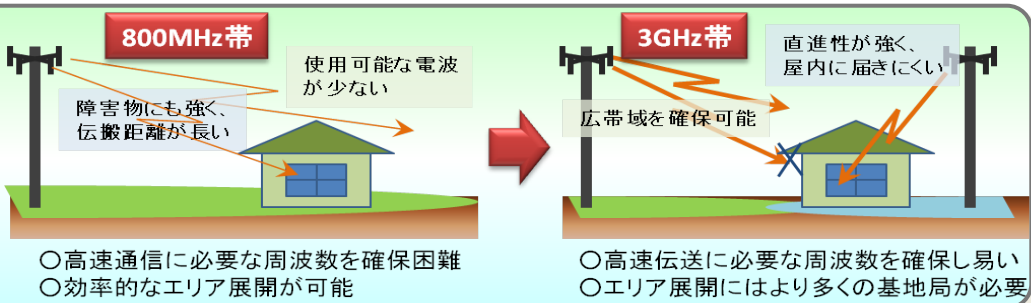 800MHz帯
使用可能な電波
が少ない
障害物にも強く、
伝搬距離が長い
○高速通信に必要な周波数を確保困難
○効率的なエリア展開が可能
3GHz帯
直進性が強く、
屋内に届きにくい
広帯域を確保可能
○高速伝送に必要な周波数を確保し易い
○エリア展開にはより多くの基地局が必要